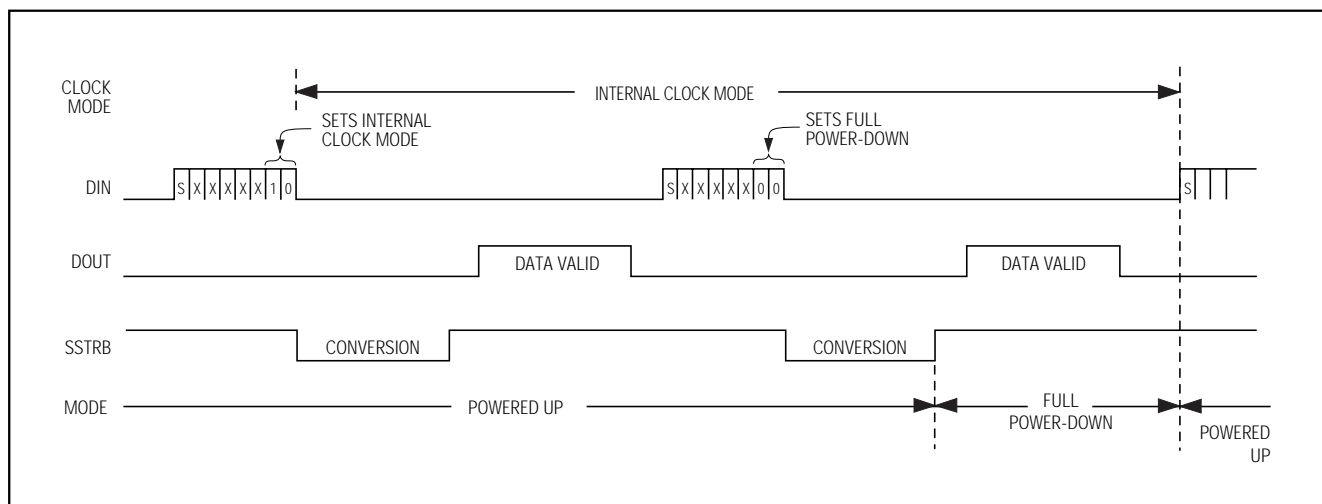 CLOCK
MODE
INTERNAL CLOCK MODE
SETS INTERNAL
CLOCK MODE
SETS FULL
POWER-DOWN
DIN
S X X X X X 1 0
S X X X X X 0 0
S
DOUT
DATA VALID
DATA VALID
SSTRB
CONVERSION
CONVERSION
MODE
POWERED UP
FULL
POWER-DOWN
POWERED
UP